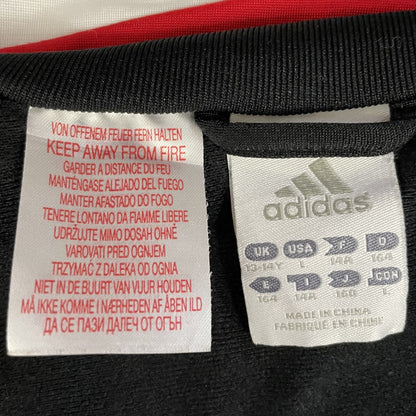 VON OFFENEM FEUER FERN HALTEN
KEEP AWAY FROM FIRE
GARDER A DISTANCE DU FEU
MANTÉNGASE ALEJADO DEL FUEGO
MANTER AFASTADO DO FOGO
TENERE LONTANO DA FIAMME LIBERE
UDRŽUJTE MIMO DOSAH OHNĚ
VAROVATI PRED OGNJEM
TRZYMAĆ Z DALEKA OD OGNIA
NIET IN DE BUURT VAN VUUR HOUDEN
MÅ IKKE KOMME I NÆRHEDEN AF ÅBEN ILD
ДА СЕ ПАЗИ ДАЛЕЧ ОТ ОГЪН
adidas
UK USA F D
13-14Y L 14A 164
E I J CDN
164 14A 160 L
MADE IN CHINA
FABRIQUÉ EN CHINE